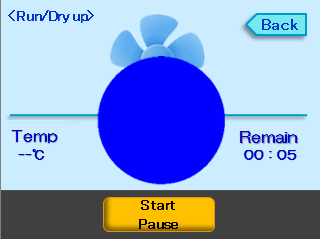 <Run/Dry up>
Back
Temp
--℃
Remain
00 : 05
Start
Pause